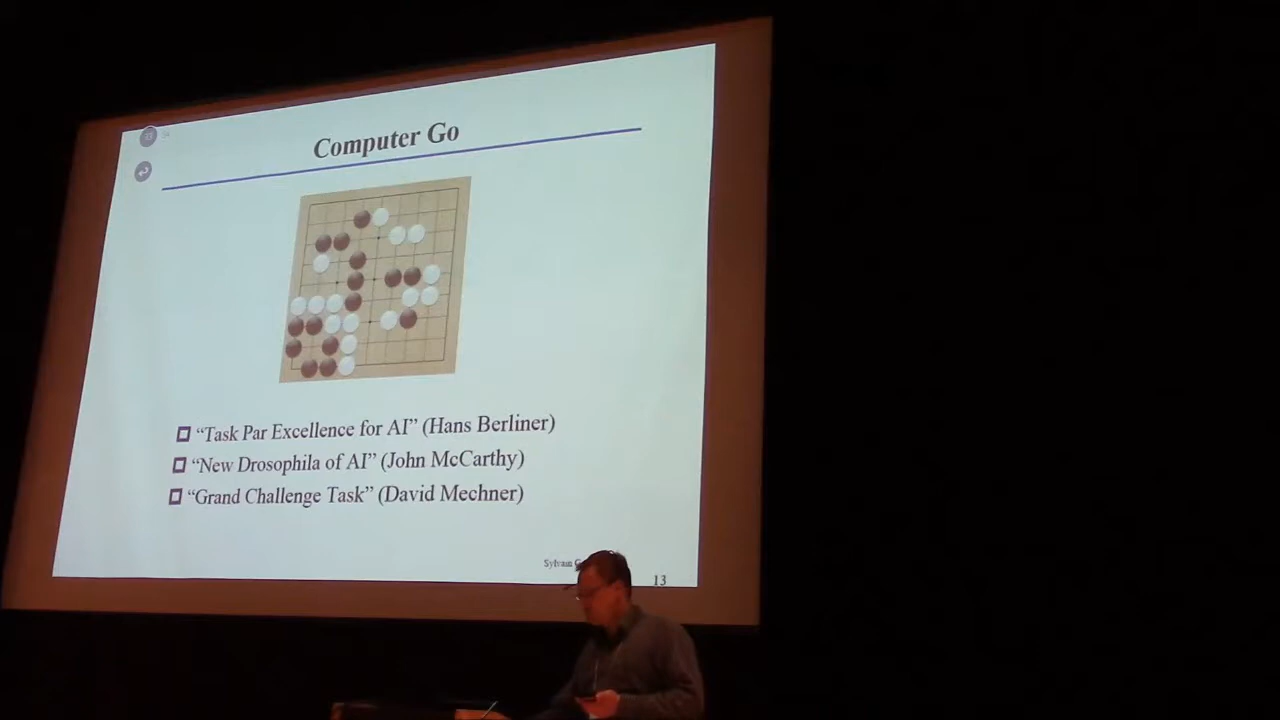 Computer Go
“Task Par Excellence for AI” (Hans Berliner)
“New Drosophila of AI” (John McCarthy)
“Grand Challenge Task” (David Mechner)
Sylvain
13